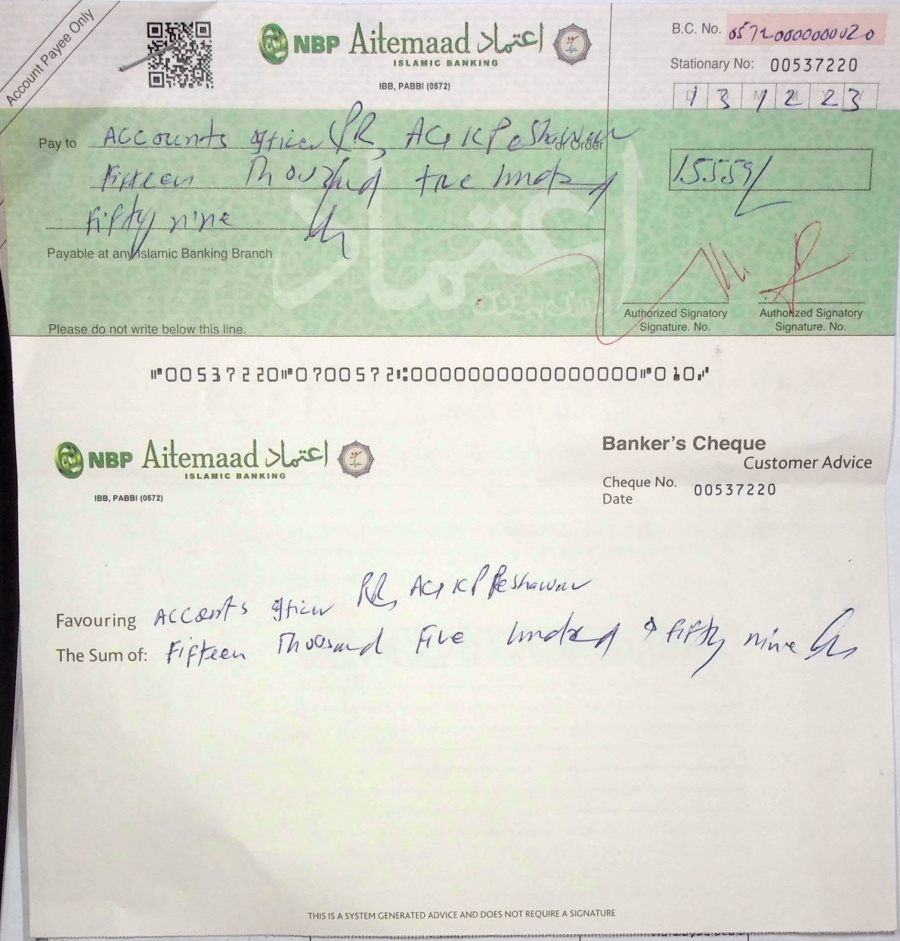 Account Payee Only
NBP Aitemaad اعتماد
ISLAMIC BANKING
IBB, PABBI (0572)
B.C. No. 0572000000020
Stationary No: 00537220
1 3 1 2 2 3
Pay to Accounts officer PR, AG KP Peshawar or Order
Fifteen Thousand five hundred
fifty nine
15559/
Payable at any Islamic Banking Branch
اعتماد
Authorized Signatory Authorized Signatory
Signature. No. Signature. No.
Please do not write below this line.
⑈00537220⑈0700572⑆0000000000000000⑈010
NBP Aitemaad اعتماد
ISLAMIC BANKING
IBB, PABBI (0572)
Banker's Cheque
Customer Advice
Cheque No. 00537220
Date
Favouring Accounts officer PR, AG KP Peshawar
The Sum of: Fifteen Thousand Five hundred & fifty nine
THIS IS A SYSTEM GENERATED ADVICE AND DOES NOT REQUIRE A SIGNATURE